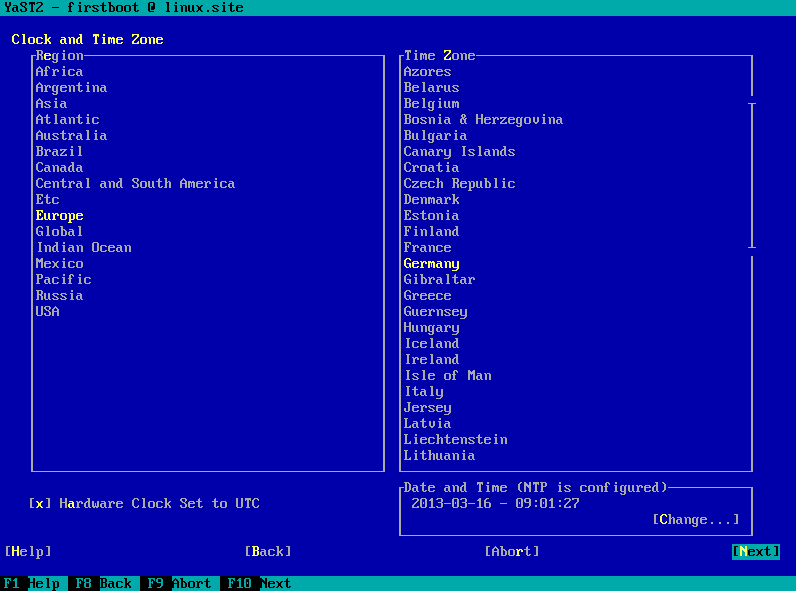 YaST2 - firstboot @ linux.site
Clock and Time Zone
Region
Africa
Argentina
Asia
Atlantic
Australia
Brazil
Canada
Central and South America
Etc
Europe
Global
Indian Ocean
Mexico
Pacific
Russia
USA
Time Zone
Azores
Belarus
Belgium
Bosnia & Herzegovina
Bulgaria
Canary Islands
Croatia
Czech Republic
Denmark
Estonia
Finland
France
Germany
Gibraltar
Greece
Guernsey
Hungary
Iceland
Ireland
Isle of Man
Italy
Jersey
Latvia
Liechtenstein
Lithuania
[x] Hardware Clock Set to UTC
Date and Time (NTP is configured)
2013-03-16 - 09:01:27
[Change...]
[Help] [Back] [Abort] [Next]
F1 Help F8 Back F9 Abort F10 Next